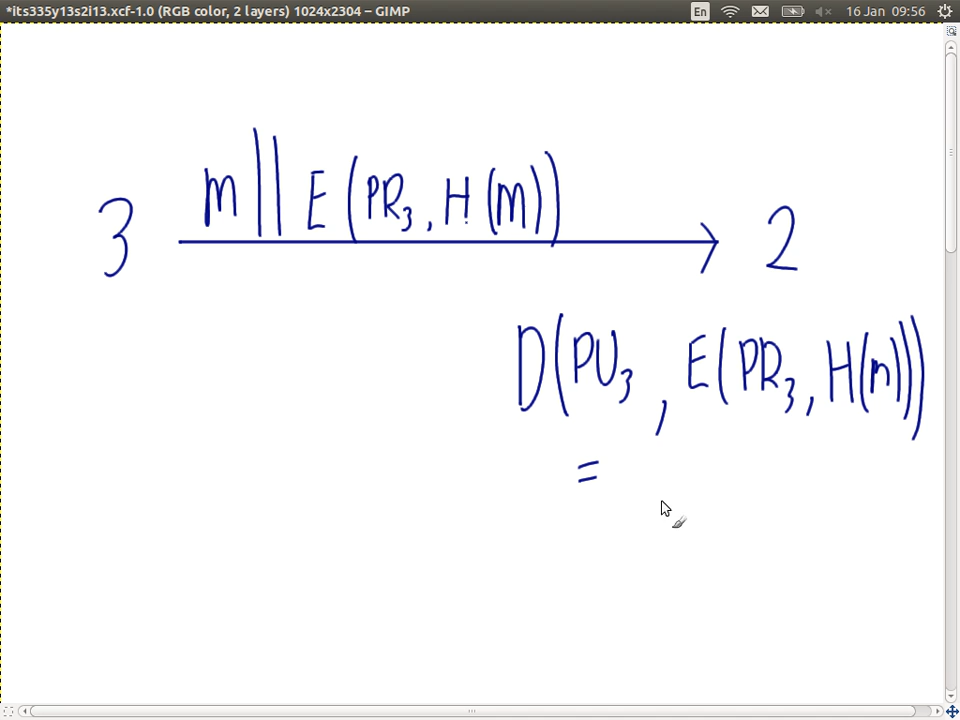 *its335y13s2i13.xcf-1.0 (RGB color, 2 layers) 1024x2304 – GIMP En 16 Jan 09:56
3 m || E(PR₃, H(m)) 2
D(PU₃, E(PR₃, H(m)))
=